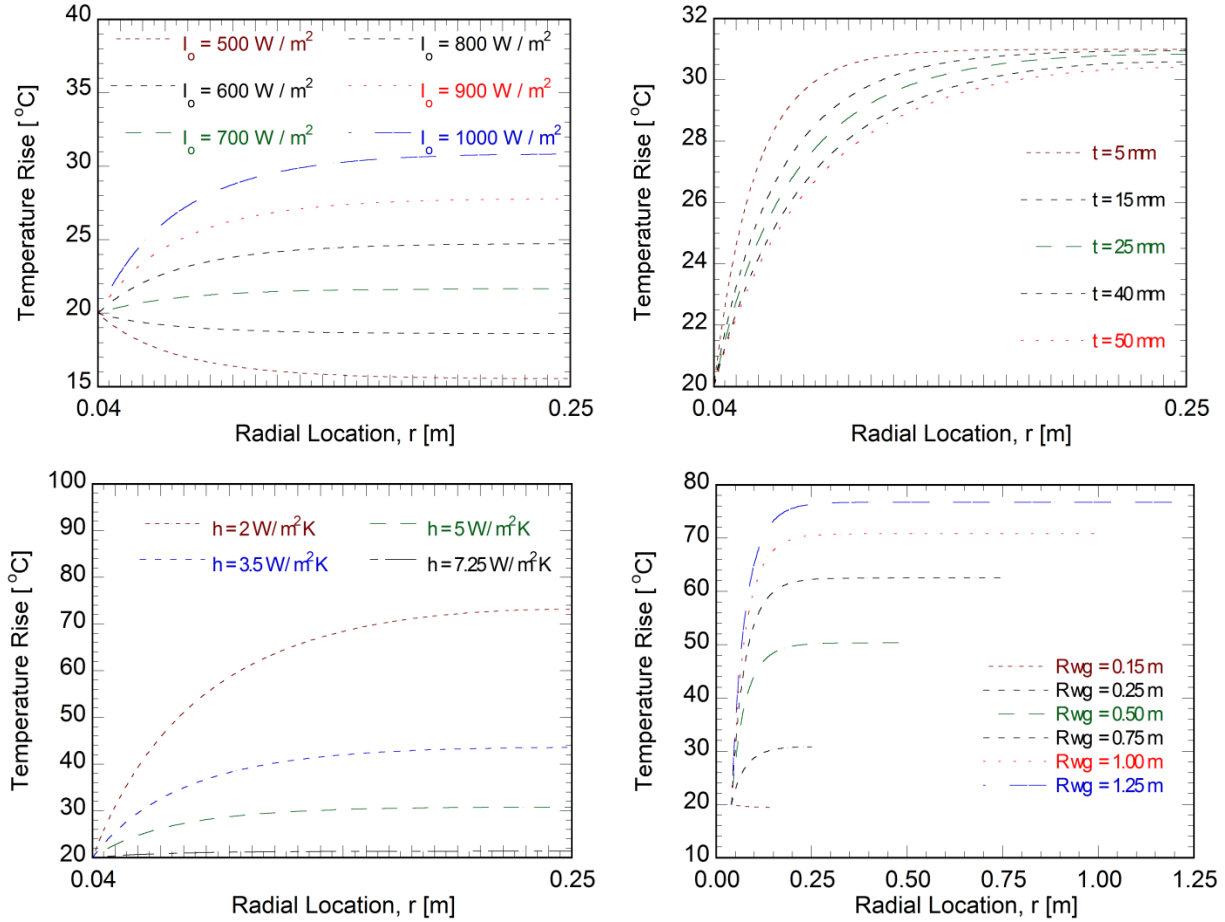 Temperature Rise [ °C]
40
35
30
25
20
15
I_o = 500 W / m²
I_o = 800 W / m²
I_o = 600 W / m²
I_o = 900 W / m²
I_o = 700 W / m²
I_o = 1000 W / m²
0.04
0.25
Radial Location, r [m]
Temperature Rise [ °C]
32
30
28
26
24
22
20
t = 5 mm
t = 15 mm
t = 25 mm
t = 40 mm
t = 50 mm
0.04
0.25
Radial Location, r [m]
Temperature Rise [ °C]
100
90
80
70
60
50
40
30
20
h = 2 W/m²K
h = 5 W/m²K
h = 3.5 W/m²K
h = 7.25 W/m²K
0.04
0.25
Radial Location, r [m]
Temperature Rise [ °C]
80
70
60
50
40
30
20
10
Rwg = 0.15 m
Rwg = 0.25 m
Rwg = 0.50 m
Rwg = 0.75 m
Rwg = 1.00 m
Rwg = 1.25 m
0.00 0.25 0.50 0.75 1.00 1.25
Radial Location, r [m]